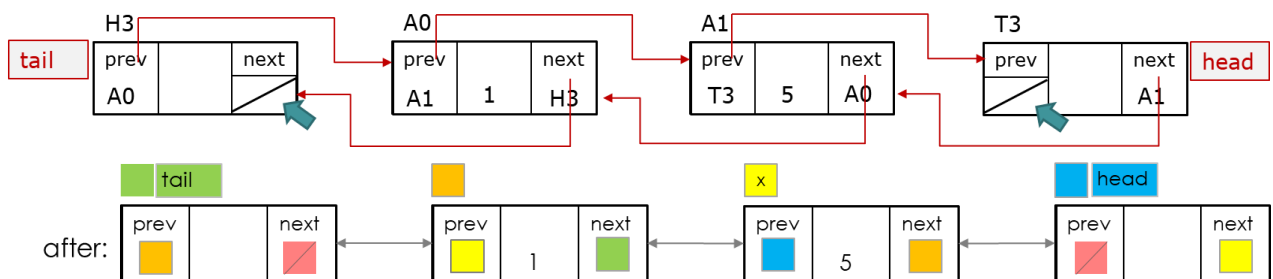 H3 A0 A1 T3
tail prev next prev next prev next prev next head
A0 A1 1 H3 T3 5 A0 A1
tail x head
prev next prev next prev next prev next
after: 1 5